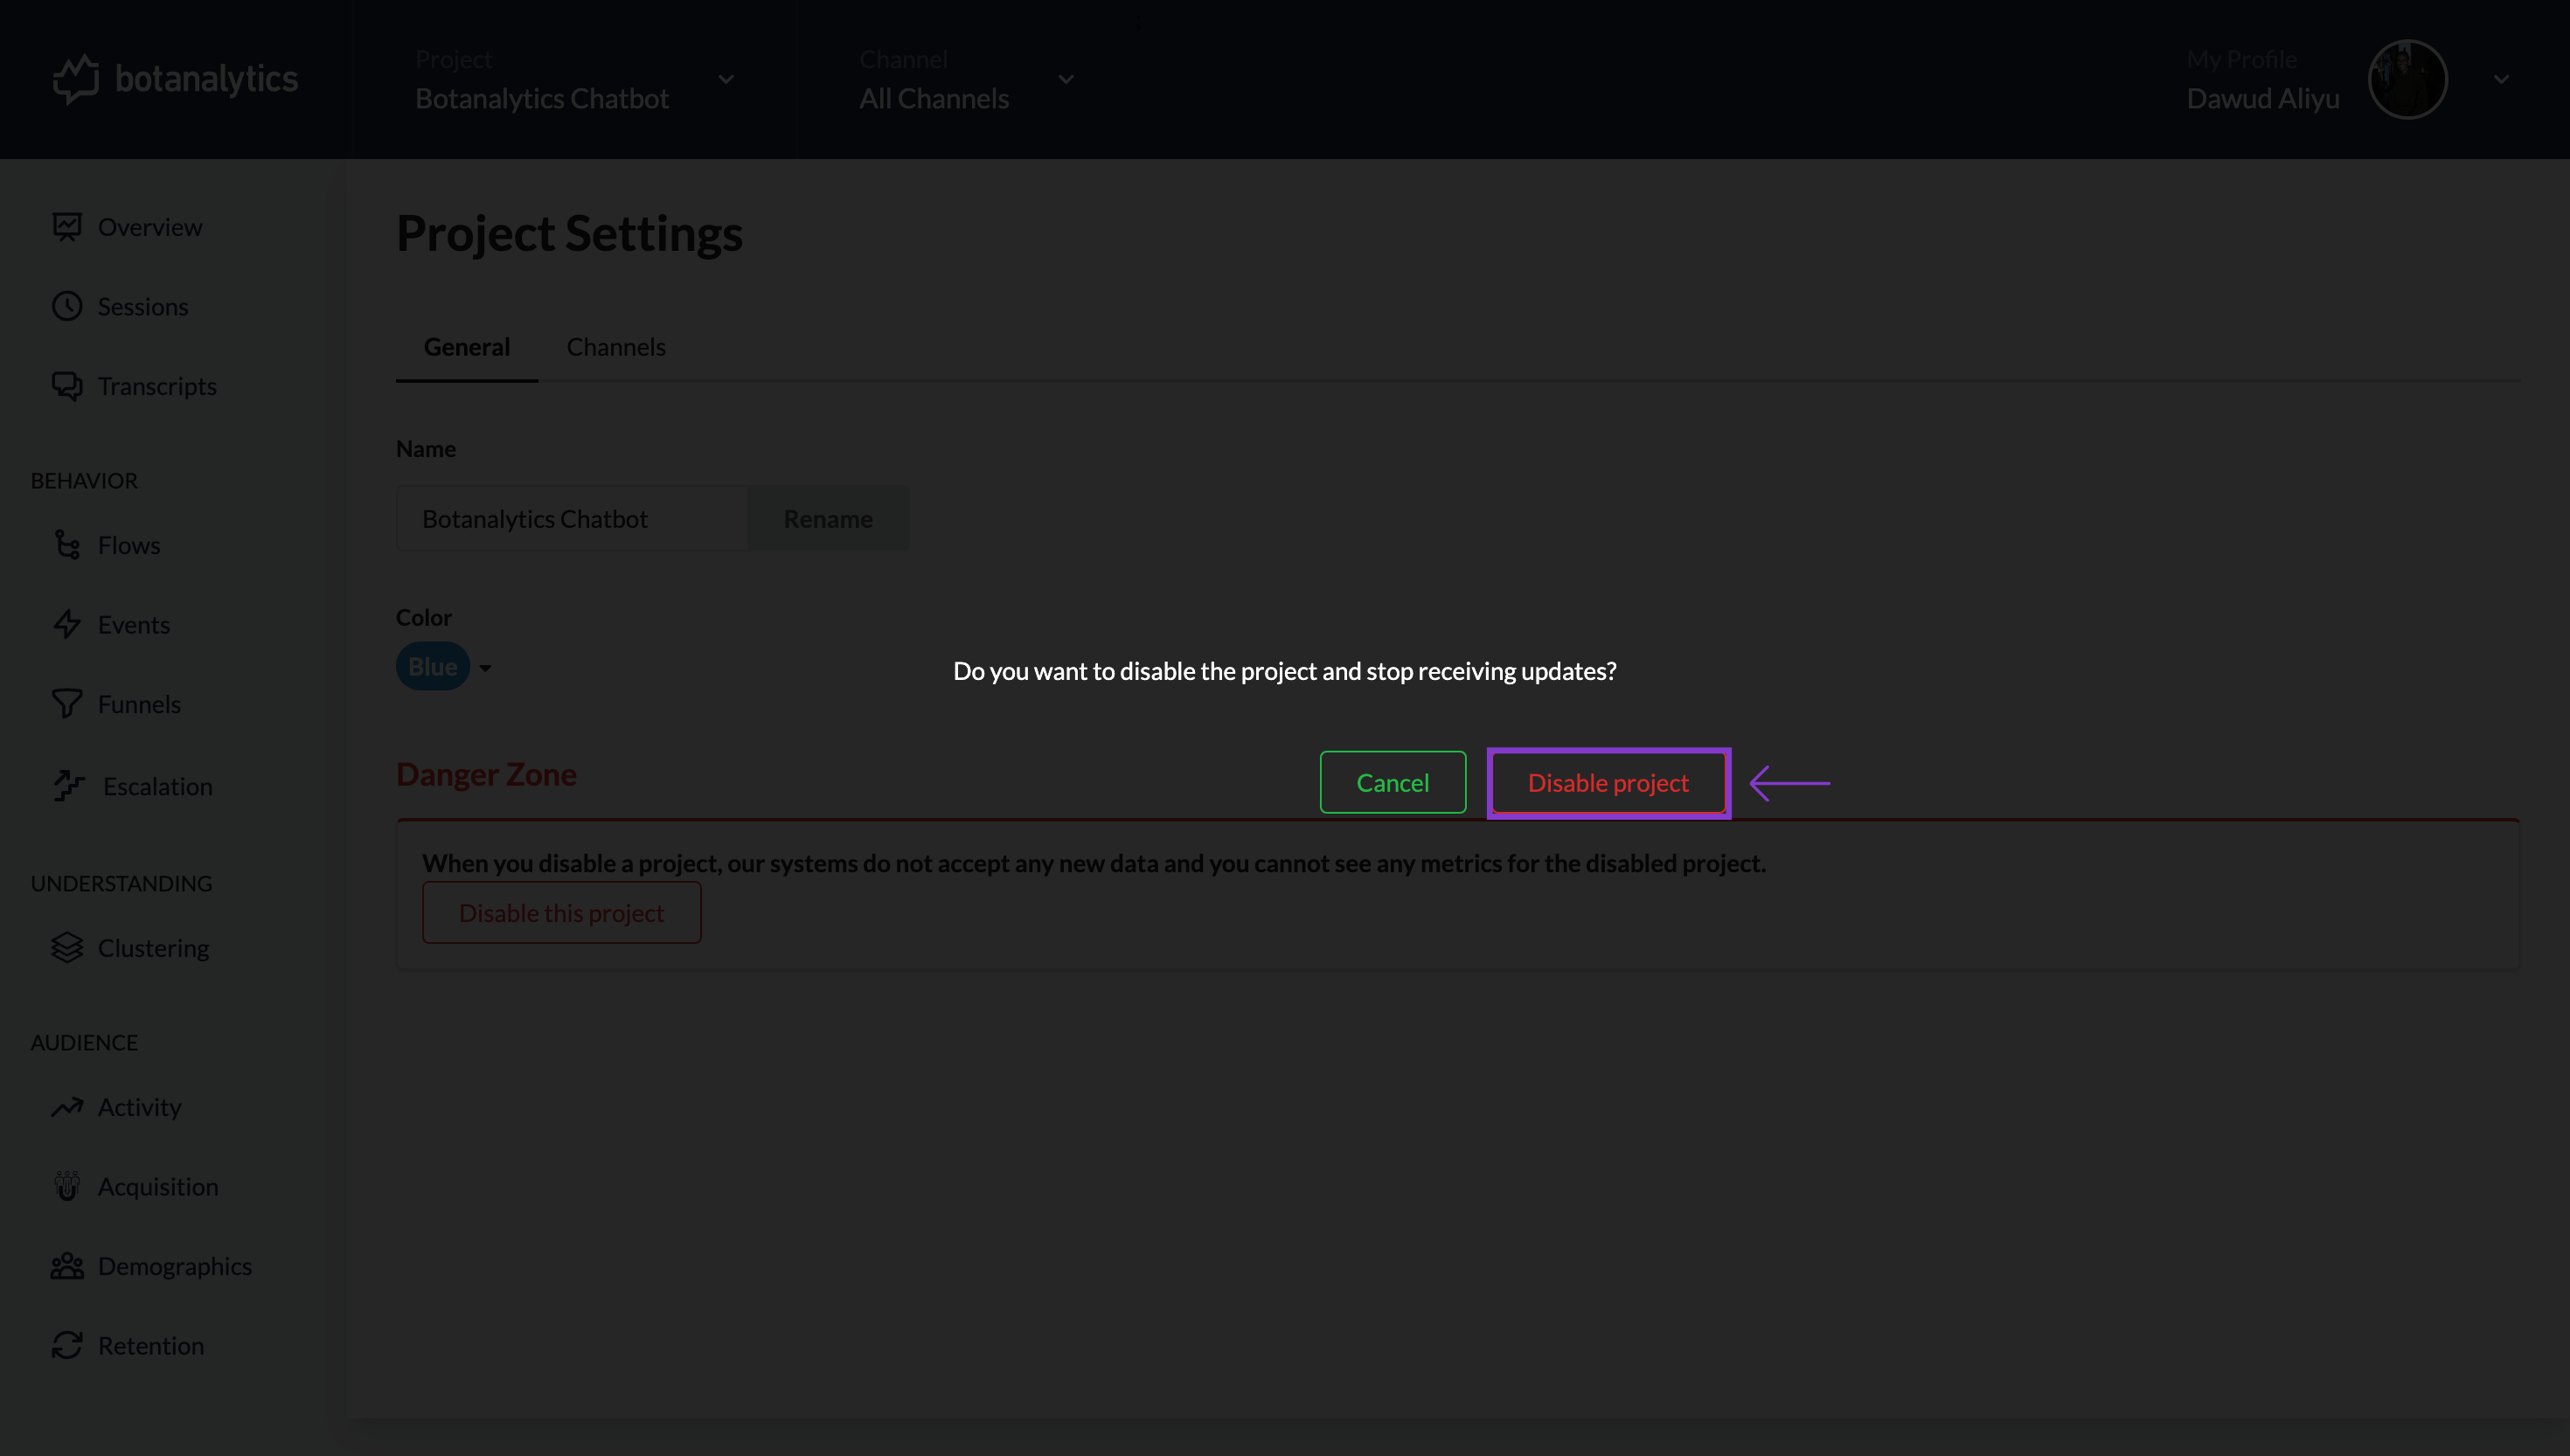 botanalytics
Project
Botanalytics Chatbot
Channel
All Channels
My Profile
Dawud Aliyu
Overview
Sessions
Transcripts
BEHAVIOR
Flows
Events
Funnels
Escalation
UNDERSTANDING
Clustering
AUDIENCE
Activity
Acquisition
Demographics
Retention
Project Settings
General Channels
Name
Botanalytics Chatbot Rename
Color
Blue
Do you want to disable the project and stop receiving updates?
Cancel Disable project
Danger Zone
When you disable a project, our systems do not accept any new data and you cannot see any metrics for the disabled project.
Disable this project